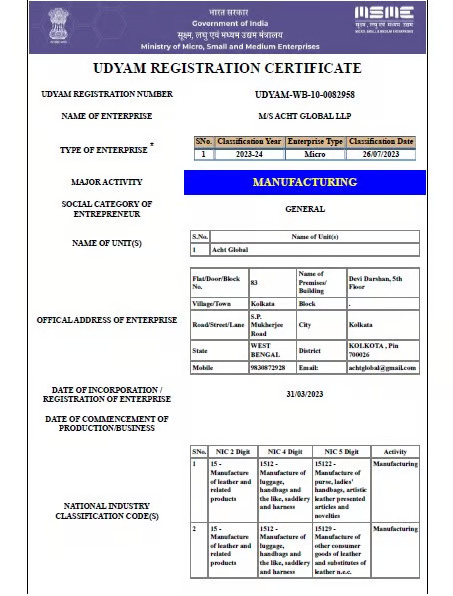 भारत सरकार
Government of India
सूक्ष्म, लघु एवं मध्यम उद्यम मंत्रालय
Ministry of Micro, Small and Medium Enterprises
MSME
MICRO, SMALL & MEDIUM ENTERPRISES
UDYAM REGISTRATION CERTIFICATE
UDYAM REGISTRATION NUMBER UDYAM-WB-10-0082958
NAME OF ENTERPRISE M/S ACHT GLOBAL LLP
TYPE OF ENTERPRISE *
SNo. Classification Year Enterprise Type Classification Date
1 2023-24 Micro 26/07/2023
MAJOR ACTIVITY MANUFACTURING
SOCIAL CATEGORY OF
ENTREPRENEUR
GENERAL
NAME OF UNIT(S)
S.No. Name of Unit(s)
1 Acht Global
OFFICAL ADDRESS OF ENTERPRISE
Flat/Door/Block
No.
83
Name of
Premises/
Building
Devi Darshan, 5th
Floor
Village/Town Kolkata Block .
Road/Street/Lane
S.P.
Mukherjee
Road
City Kolkata
State
WEST
BENGAL
District
KOLKOTA , Pin
700026
Mobile 9830872928 Email: achtglobal@gmail.com
DATE OF INCORPORATION /
REGISTRATION OF ENTERPRISE
31/03/2023
DATE OF COMMENCEMENT OF
PRODUCTION/BUSINESS
NATIONAL INDUSTRY
CLASSIFICATION CODE(S)
SNo. NIC 2 Digit NIC 4 Digit NIC 5 Digit Activity
1
15 -
Manufacture
of leather and
related
products
1512 -
Manufacture of
luggage,
handbags and
the like, saddlery
and harness
15122 -
Manufacture of
purse, ladies'
handbags, artistic
leather presented
articles and
novelties
Manufacturing
2
15 -
Manufacture
of leather and
related
products
1512 -
Manufacture of
luggage,
handbags and
the like, saddlery
and harness
15129 -
Manufacture of
other consumer
goods of leather
and substitutes of
leather n.e.c.
Manufacturing